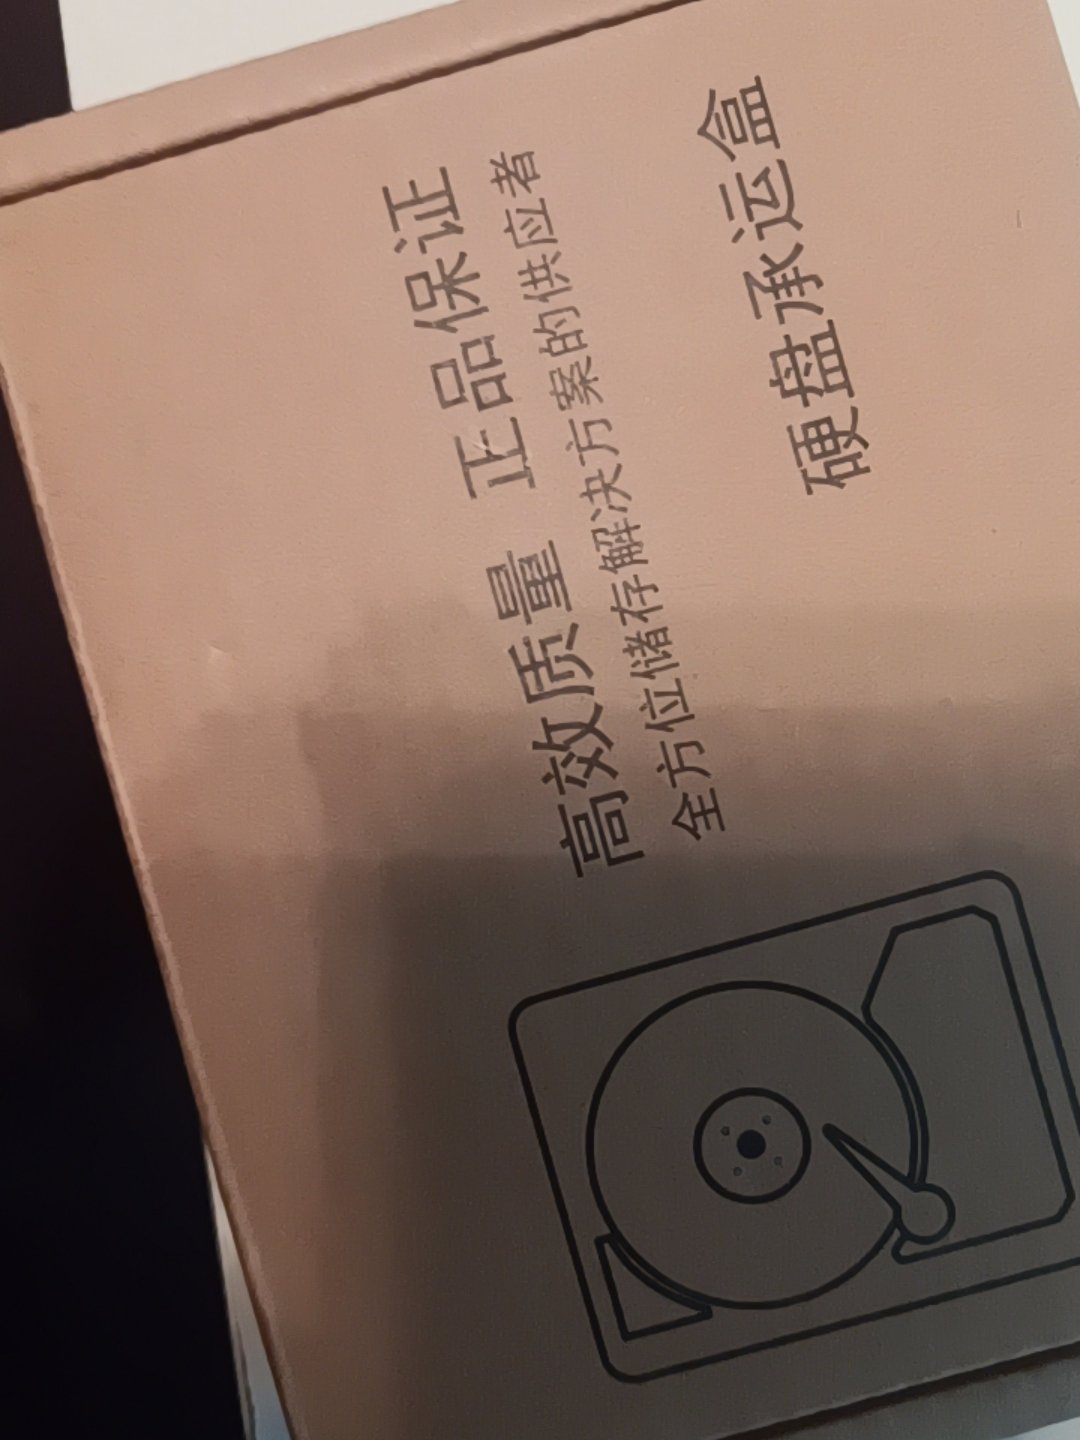 高效质量 正品保证
全方位储存解决方案的供应者
硬盘承运盒